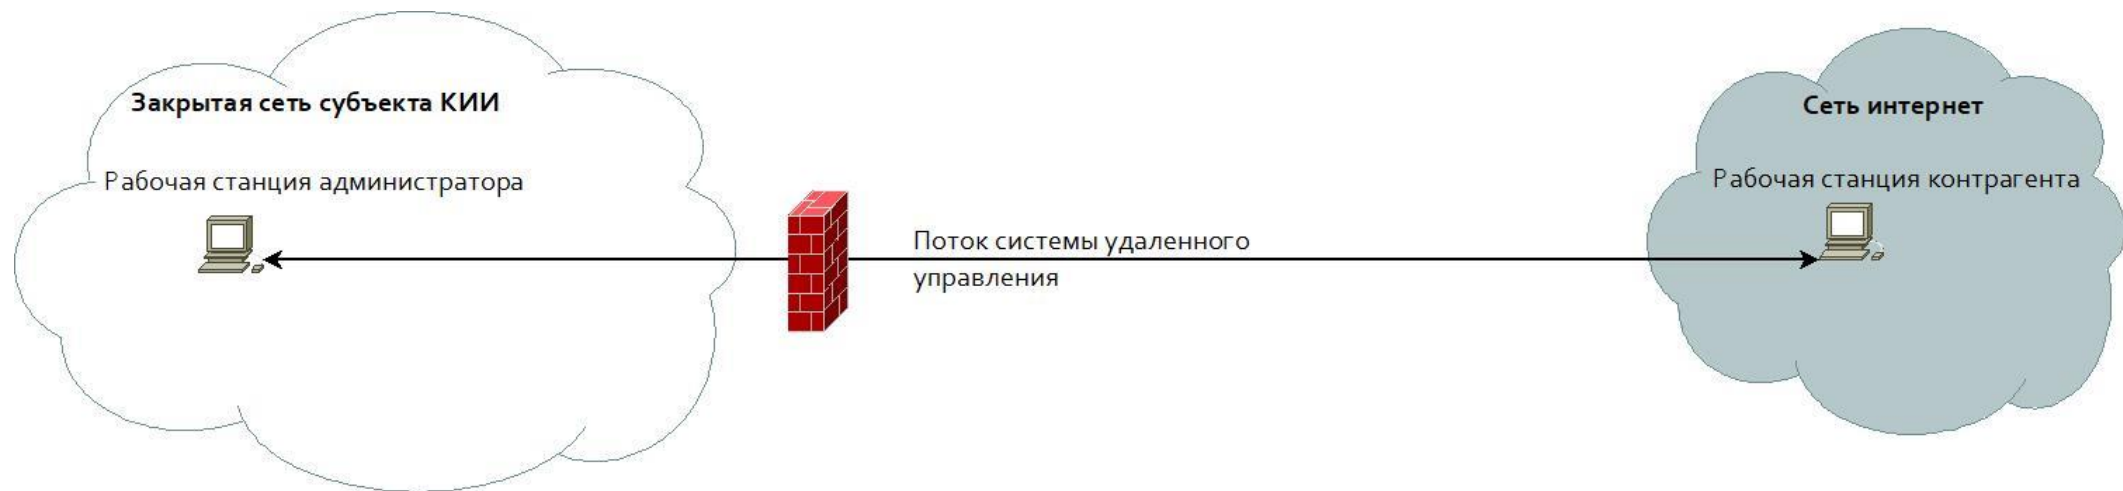 Закрытая сеть субъекта КИИ
Рабочая станция администратора
Поток системы удаленного
управления
Сеть интернет
Рабочая станция контрагента